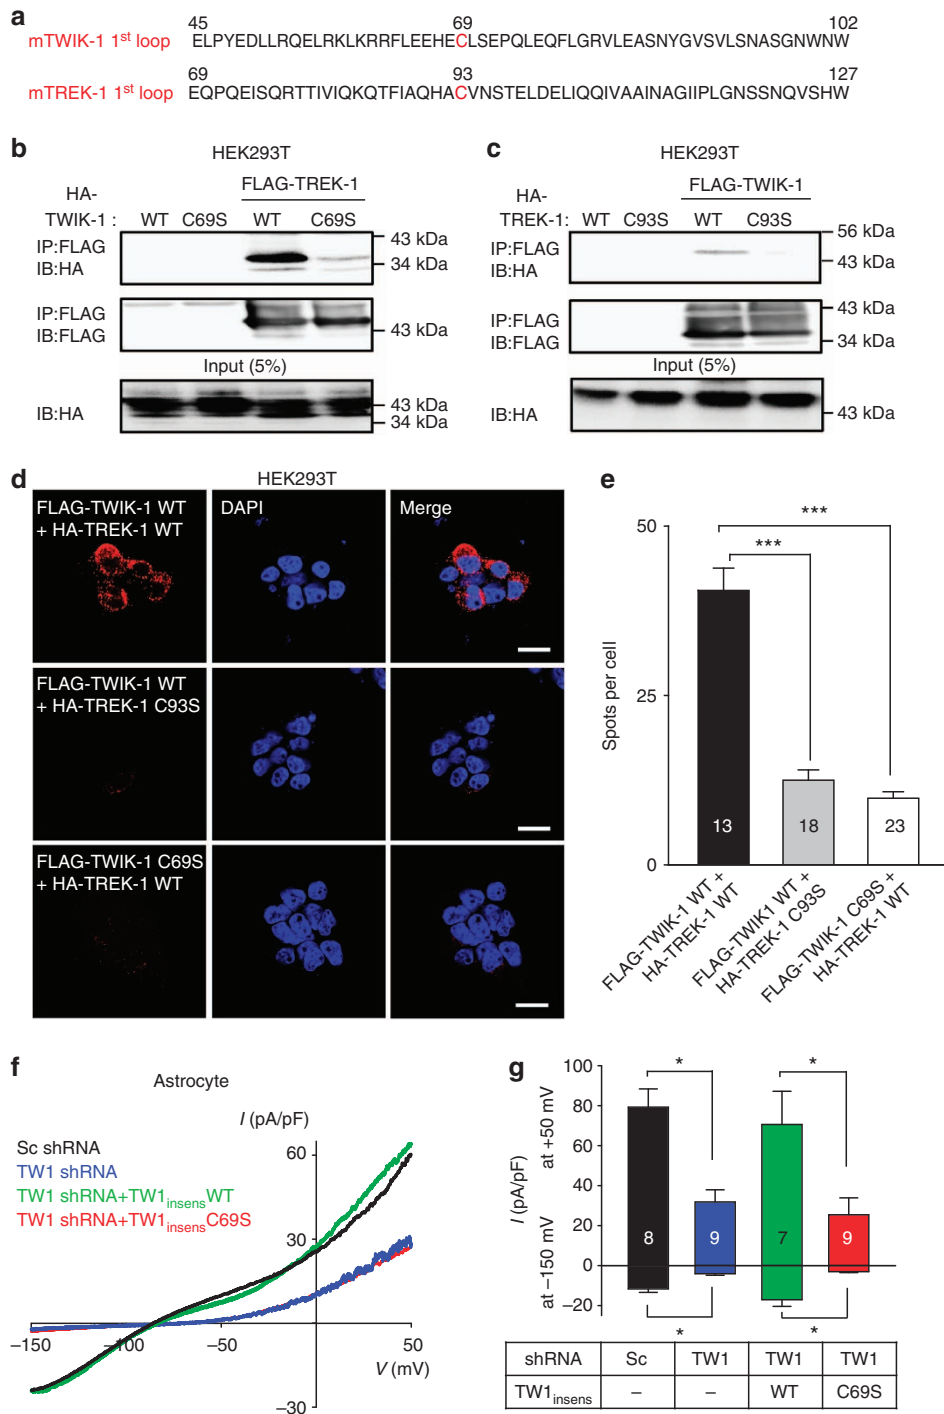 a
45 69 102
mTWIK-1 1st loop ELPYEDLLRQELRKLKRRFLEEHECLSEPQLEQFLGRVLEASNYGVSVLSNASGNWNW
69 93 127
mTREK-1 1st loop EQPQEISQRTTIVIQKQTFIAQHACVNSTELDELIQQIVAAINAGIIPLGNSSNQVSHW
b
HEK293T
FLAG-TREK-1
HA-
TWIK-1 : WT C69S WT C69S
IP:FLAG
IB:HA
43 kDa
34 kDa
IP:FLAG
IB:FLAG
43 kDa
Input (5%)
IB:HA
43 kDa
34 kDa
c
HEK293T
FLAG-TWIK-1
HA-
TREK-1: WT C93S WT C93S
IP:FLAG
IB:HA
56 kDa
43 kDa
IP:FLAG
IB:FLAG
43 kDa
34 kDa
Input (5%)
IB:HA
43 kDa
d
HEK293T
FLAG-TWIK-1 WT
+ HA-TREK-1 WT
DAPI
Merge
FLAG-TWIK-1 WT
+ HA-TREK-1 C93S
FLAG-TWIK-1 C69S
+ HA-TREK-1 WT
e
***
***
50
25
0
Spots per cell
13 18 23
FLAG-TWIK-1 WT +
HA-TREK-1 WT
FLAG-TWIK1 WT +
HA-TREK-1 C93S
FLAG-TWIK-1 C69S +
HA-TREK-1 WT
f
Astrocyte
I (pA/pF)
Sc shRNA
TW1 shRNA
TW1 shRNA+TW1insensWT
TW1 shRNA+TW1insensC69S
60
30
−150 −100 −50 0 50
V (mV)
−30
g
* *
100
80
60
40
20
0
−20
I (pA/pF)
at −150 mV at +50 mV
8 9 7 9
* *
shRNA Sc TW1 TW1 TW1
TW1insens – – WT C69S